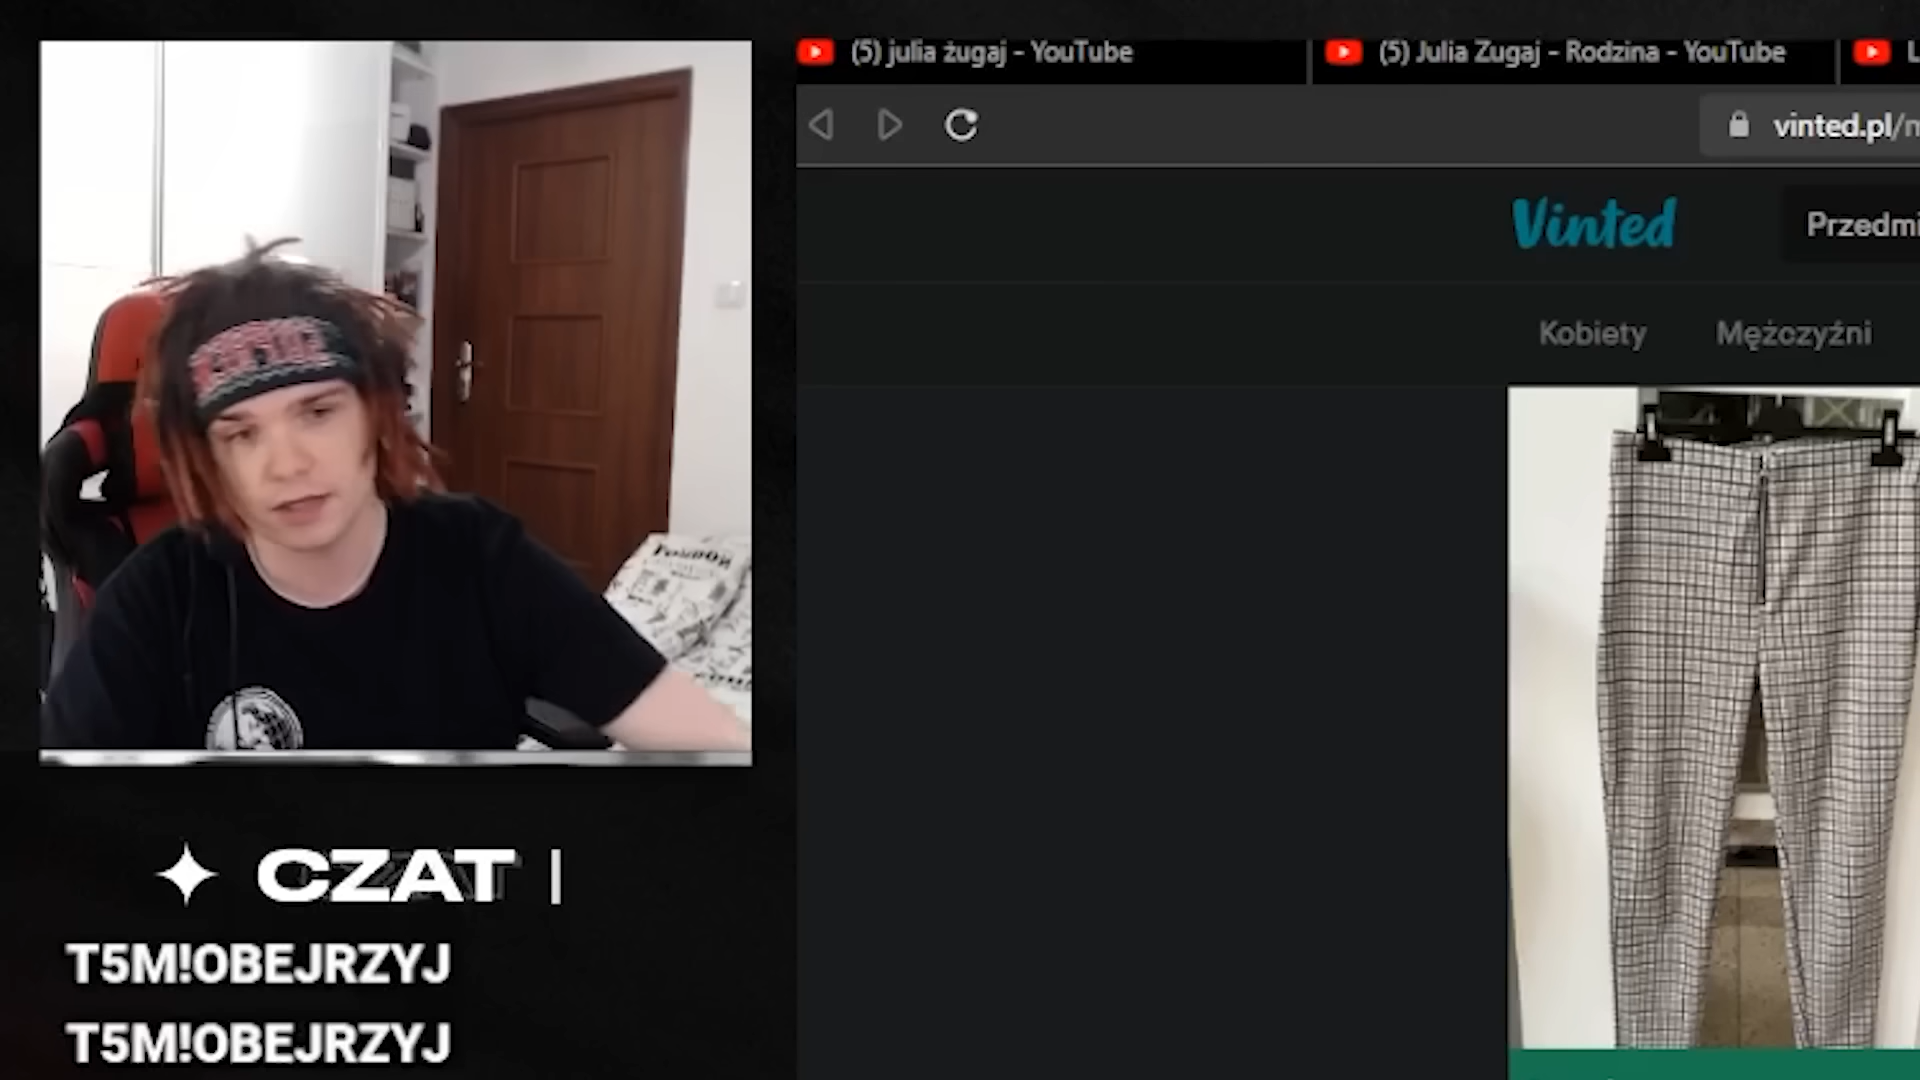 (5) julia żugaj - YouTube
(5) Julia Zugaj - Rodzina - YouTube
vinted.pl/
Vinted
Kobiety
Mężczyźni
CZAT |
T5M!OBEJRZYJ
T5M!OBEJRZYJ